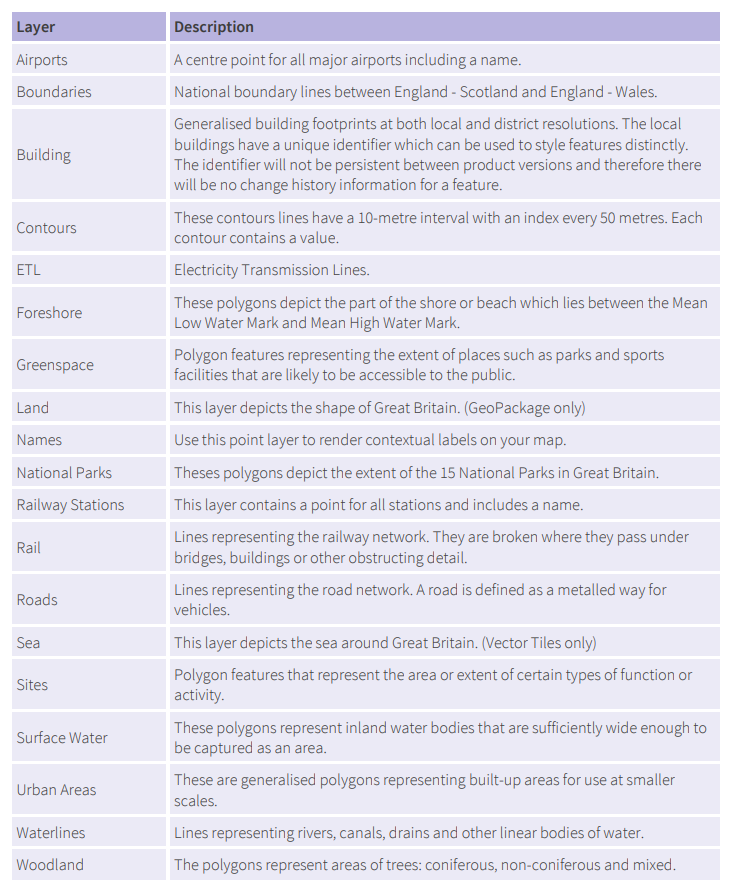 Layer Description
Airports A centre point for all major airports including a name.
Boundaries National boundary lines between England - Scotland and England - Wales.
Building
Generalised building footprints at both local and district resolutions. The local
buildings have a unique identifier which can be used to style features distinctly.
The identifier will not be persistent between product versions and therefore there
will be no change history information for a feature.
Contours
These contours lines have a 10-metre interval with an index every 50 metres. Each
contour contains a value.
ETL Electricity Transmission Lines.
Foreshore
These polygons depict the part of the shore or beach which lies between the Mean
Low Water Mark and Mean High Water Mark.
Greenspace
Polygon features representing the extent of places such as parks and sports
facilities that are likely to be accessible to the public.
Land This layer depicts the shape of Great Britain. (GeoPackage only)
Names Use this point layer to render contextual labels on your map.
National Parks Theses polygons depict the extent of the 15 National Parks in Great Britain.
Railway Stations This layer contains a point for all stations and includes a name.
Rail
Lines representing the railway network. They are broken where they pass under
bridges, buildings or other obstructing detail.
Roads
Lines representing the road network. A road is defined as a metalled way for
vehicles.
Sea This layer depicts the sea around Great Britain. (Vector Tiles only)
Sites
Polygon features that represent the area or extent of certain types of function or
activity.
Surface Water
These polygons represent inland water bodies that are sufficiently wide enough to
be captured as an area.
Urban Areas
These are generalised polygons representing built-up areas for use at smaller
scales.
Waterlines Lines representing rivers, canals, drains and other linear bodies of water.
Woodland The polygons represent areas of trees: coniferous, non-coniferous and mixed.